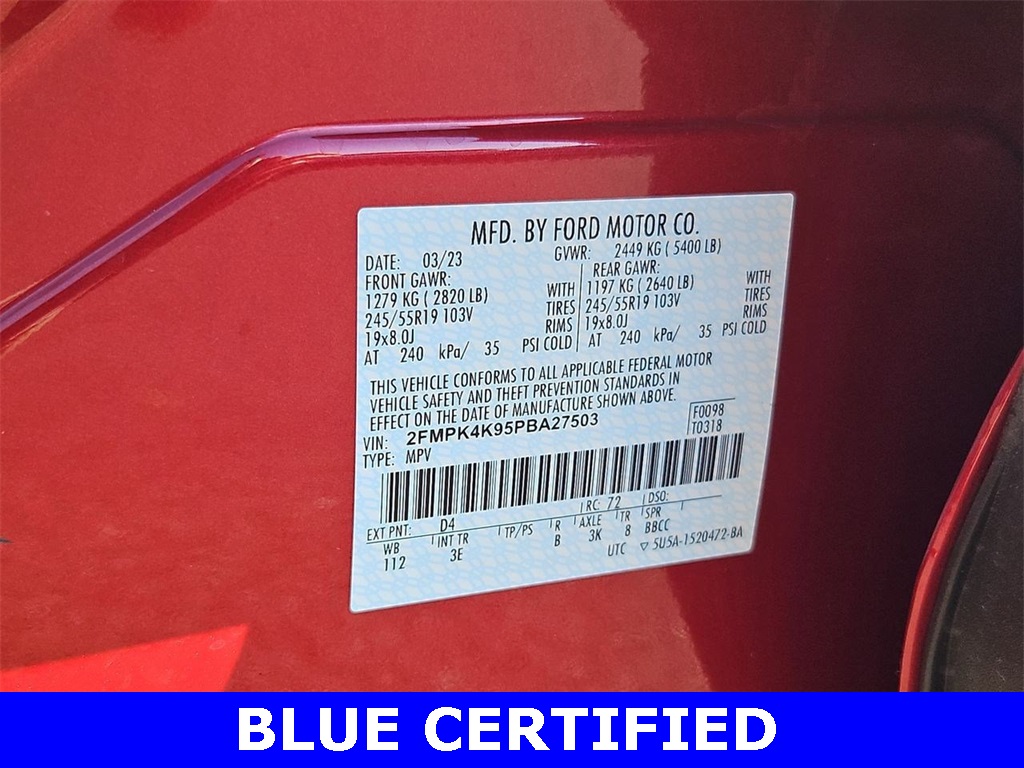 MFD. BY FORD MOTOR CO.
DATE: 03/23 GVWR: 2449 KG ( 5400 LB)
FRONT GAWR: REAR GAWR:
1279 KG ( 2820 LB) WITH 1197 KG ( 2640 LB) WITH
245/55R19 103V TIRES 245/55R19 103V TIRES
19x8.0J RIMS 19x8.0J RIMS
AT 240 kPa/ 35 PSI COLD AT 240 kPa/ 35 PSI COLD
THIS VEHICLE CONFORMS TO ALL APPLICABLE FEDERAL MOTOR
VEHICLE SAFETY AND THEFT PREVENTION STANDARDS IN
EFFECT ON THE DATE OF MANUFACTURE SHOWN ABOVE.
VIN: 2FMPK4K95PBA27503 F0098
TYPE: MPV T0318
EXT PNT: D4 RC: 72 DSO:
WB INT TR TP/PS R AXLE TR SPR
112 3E B 3K 8 BBCC
UTC ▽ 5U5A-1520472-BA
BLUE CERTIFIED